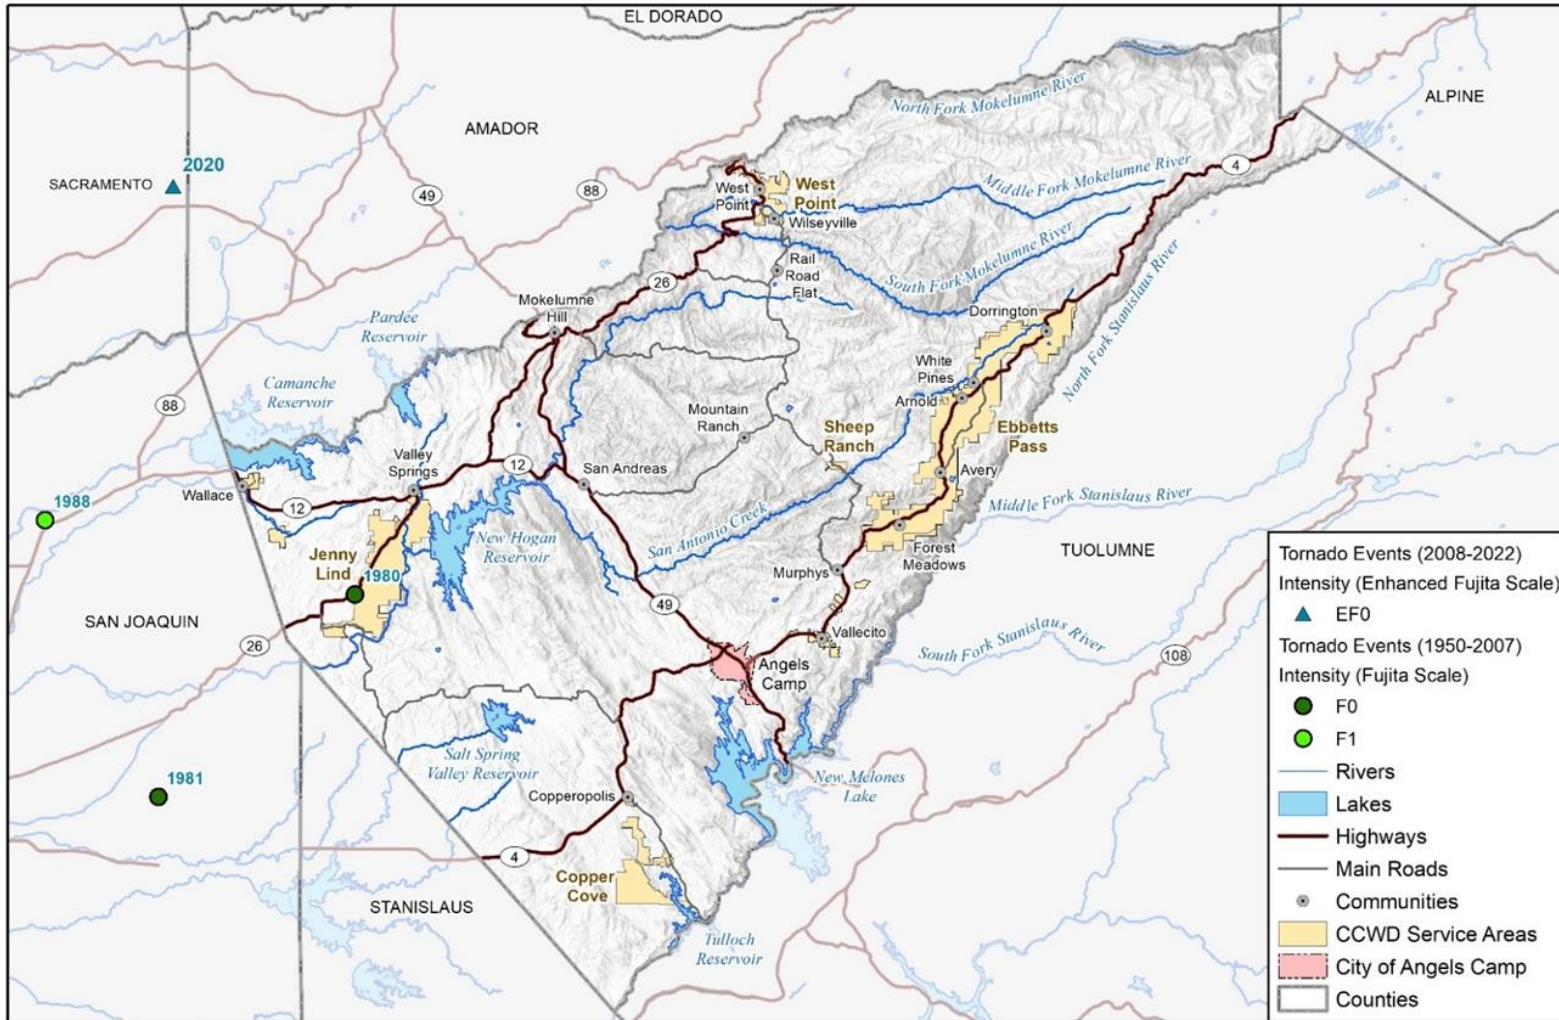 EL DORADO
ALPINE
North Fork Mokelumne River
AMADOR
2020
SACRAMENTO
4
Middle Fork Mokelumne River
88
49
West
Point
West
Point
Wilseyville
South Fork Mokelumne River
Rail
Road
Flat
26
North Fork Stanislaus River
Mokelumne
Hill
Dorrington
Pardee
Reservoir
White
Pines
Camanche
Reservoir
88
Arnold
Mountain
Ranch
Sheep
Ranch
Ebbetts
Pass
Valley
Springs
12
San Andreas
Avery
Wallace
12
1988
Middle Fork Stanislaus River
New Hogan
Reservoir
San Antonio Creek
Forest
Meadows
TUOLUMNE
Jenny
Lind
1980
Murphys
49
SAN JOAQUIN
26
Vallecito
South Fork Stanislaus River
108
Angels
Camp
Salt Spring
Valley Reservoir
1981
New Melones
Lake
Copperopolis
4
Copper
Cove
STANISLAUS
Tulloch
Reservoir
Tornado Events (2008-2022)
Intensity (Enhanced Fujita Scale)
EF0
Tornado Events (1950-2007)
Intensity (Fujita Scale)
F0
F1
Rivers
Lakes
Highways
Main Roads
Communities
CCWD Service Areas
City of Angels Camp
Counties